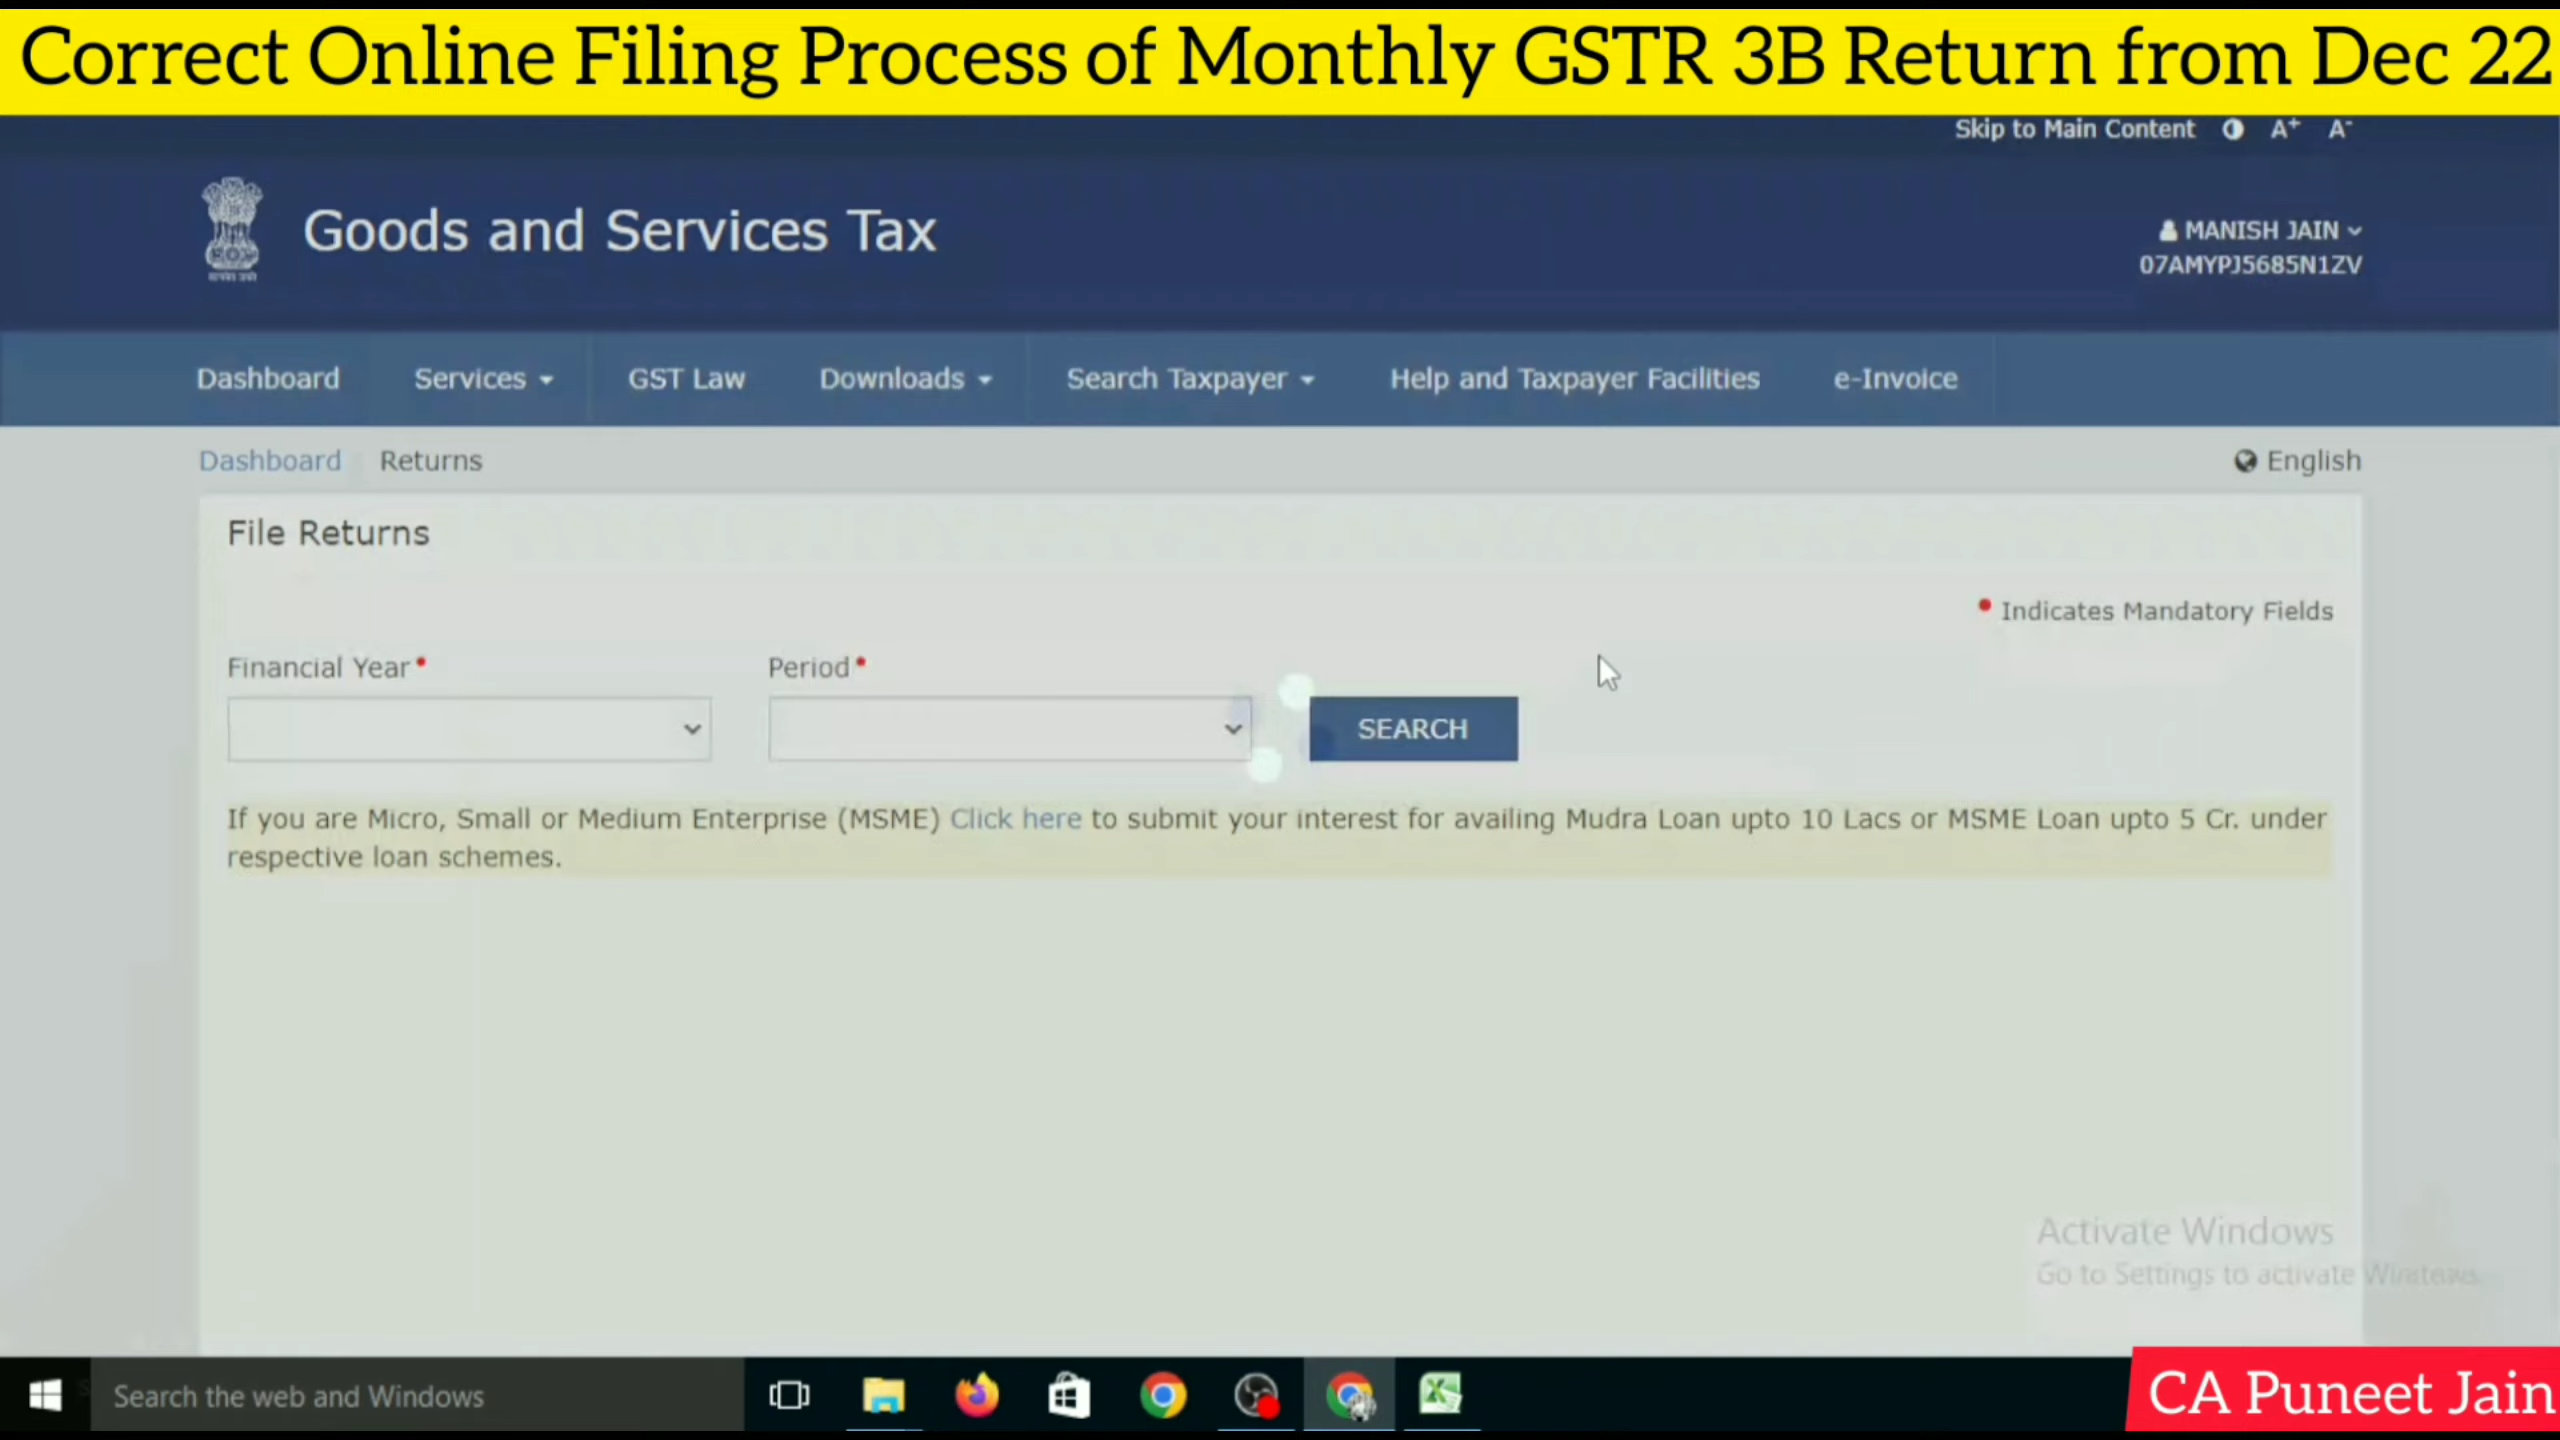 Correct Online Filing Process of Monthly GSTR 3B Return from Dec 22
Skip to Main Content A+ A-
Goods and Services Tax
MANISH JAIN
07AMYPJ5685N1ZV
Dashboard Services GST Law Downloads Search Taxpayer Help and Taxpayer Facilities e-Invoice
Dashboard Returns English
File Returns
• Indicates Mandatory Fields
Financial Year• Period•
SEARCH
If you are Micro, Small or Medium Enterprise (MSME) Click here to submit your interest for availing Mudra Loan upto 10 Lacs or MSME Loan upto 5 Cr. under
respective loan schemes.
Activate Windows
Go to Settings to activate Windows.
Search the web and Windows
CA Puneet Jain